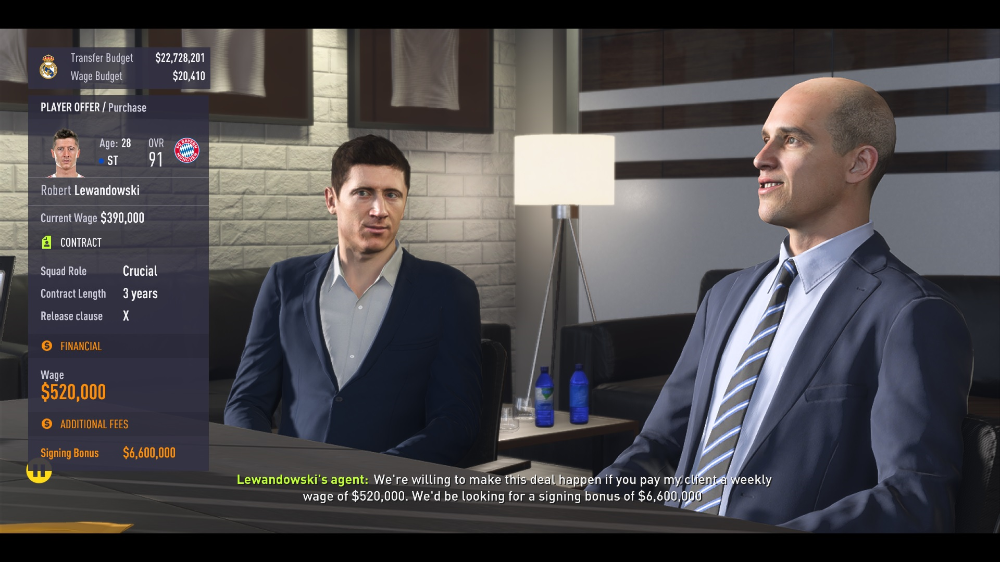 Transfer Budget $22,728,201
Wage Budget $20,410
PLAYER OFFER / Purchase
Age: 28 OVR
ST 91
FC BAYERN MÜNCHEN
Robert Lewandowski
Current Wage $390,000
CONTRACT
Squad Role Crucial
Contract Length 3 years
Release clause X
FINANCIAL
Wage
$520,000
ADDITIONAL FEES
Signing Bonus $6,600,000
Lewandowski's agent: We're willing to make this deal happen if you pay my client a weekly
wage of $520,000. We'd be looking for a signing bonus of $6,600,000